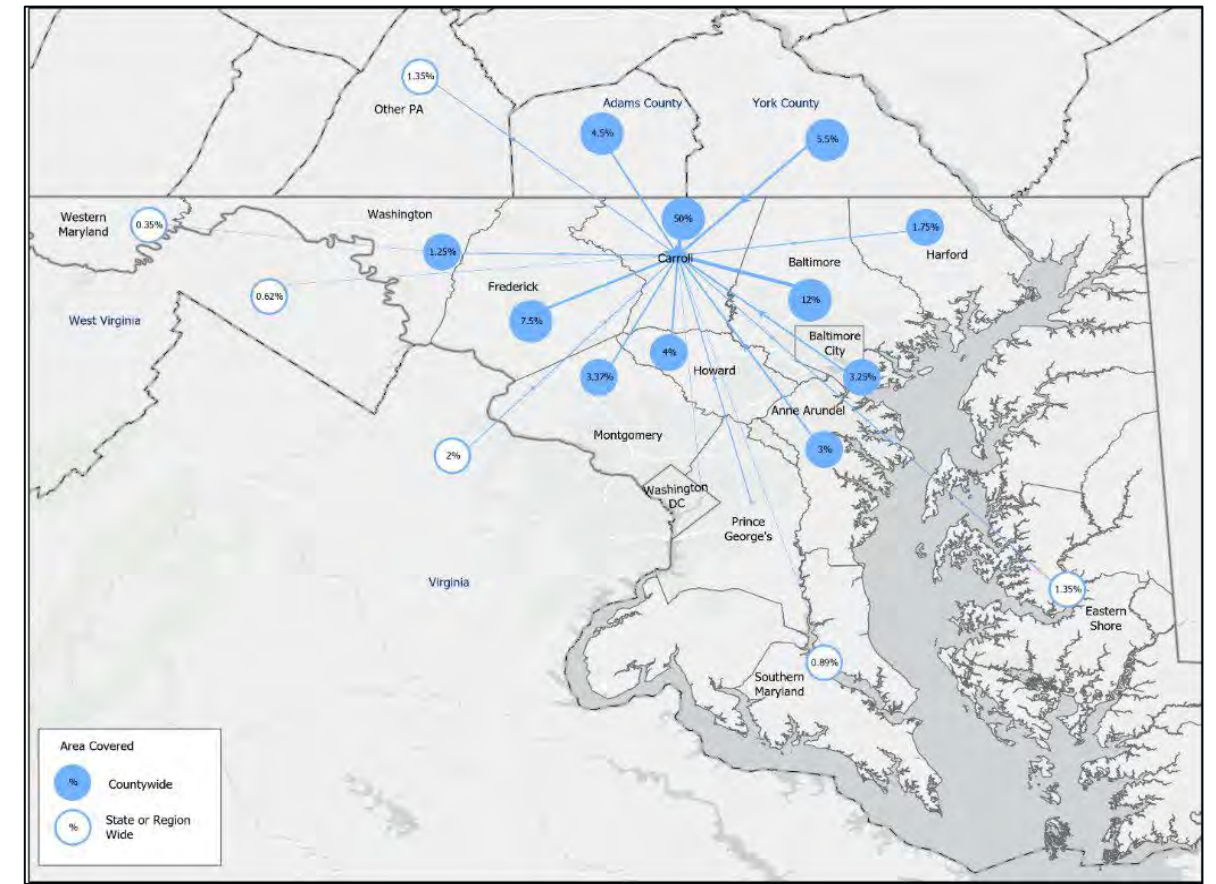 1.35%
Other PA
Adams County
4.5%
York County
5.5%
Western
Maryland
0.35%
Washington
1.25%
50%
Carroll
1.75%
Harford
Baltimore
12%
0.62%
West Virginia
Frederick
7.5%
Baltimore
City
3.25%
4%
Howard
3.37%
Montgomery
Anne Arundel
3%
2%
Washington
DC
Prince
George's
Virginia
1.35%
Eastern
Shore
0.89%
Southern
Maryland
Area Covered
% Countywide
% State or Region
Wide